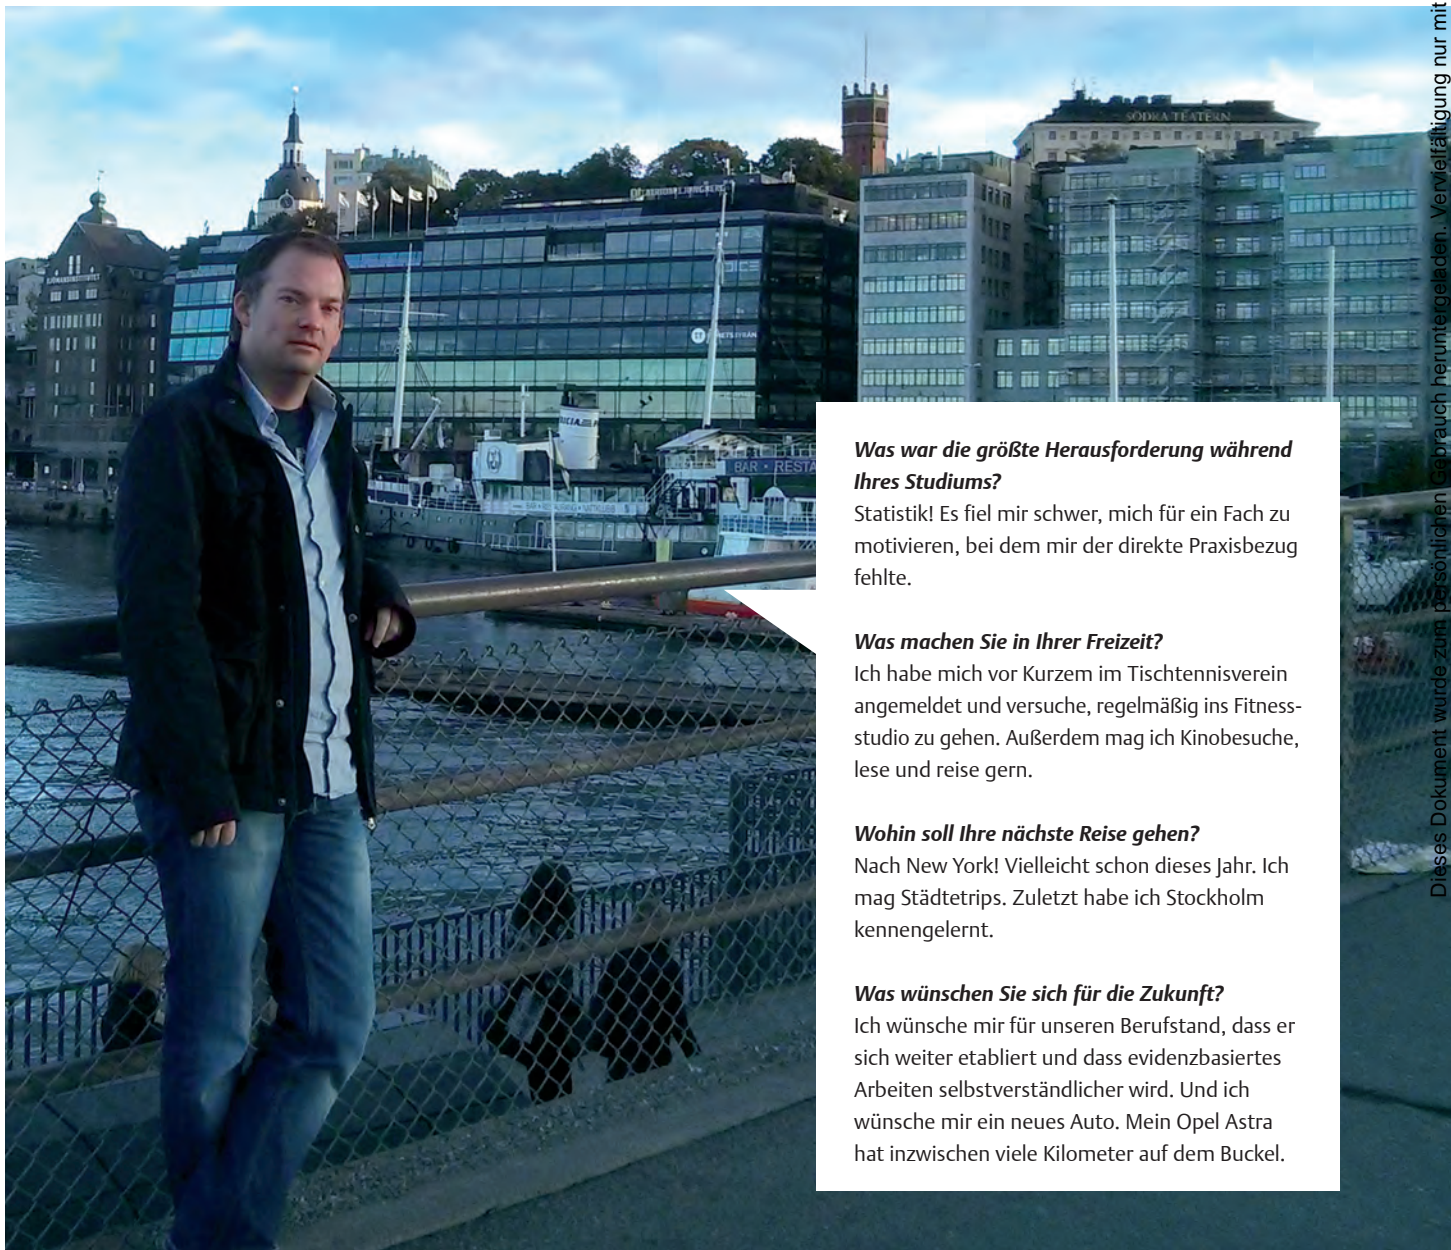 SÖDRA TEATERN
BAR • RESTA
Was war die größte Herausforderung während
Ihres Studiums?
Statistik! Es fiel mir schwer, mich für ein Fach zu
motivieren, bei dem mir der direkte Praxisbezug
fehlte.
Was machen Sie in Ihrer Freizeit?
Ich habe mich vor Kurzem im Tischtennisverein
angemeldet und versuche, regelmäßig ins Fitness-
studio zu gehen. Außerdem mag ich Kinobesuche,
lese und reise gern.
Wohin soll Ihre nächste Reise gehen?
Nach New York! Vielleicht schon dieses Jahr. Ich
mag Städtetrips. Zuletzt habe ich Stockholm
kennengelernt.
Was wünschen Sie sich für die Zukunft?
Ich wünsche mir für unseren Berufstand, dass er
sich weiter etabliert und dass evidenzbasiertes
Arbeiten selbstverständlicher wird. Und ich
wünsche mir ein neues Auto. Mein Opel Astra
hat inzwischen viele Kilometer auf dem Buckel.
Dieses Dokument wurde zum persönlichen Gebrauch heruntergeladen. Vervielfältigung nur mit